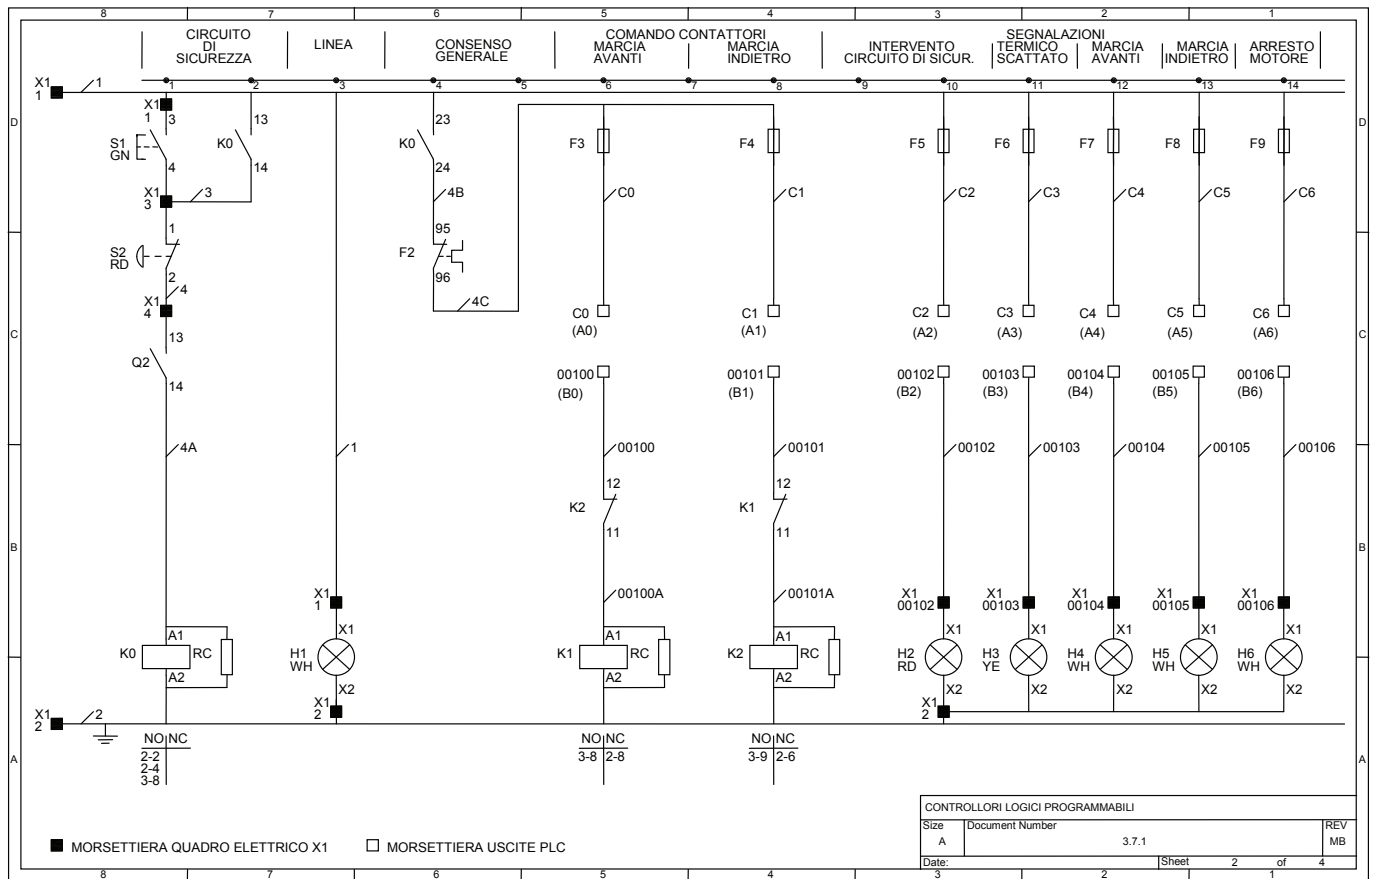 8 7 6 5 4 3 2 1
CIRCUITO
DI
SICUREZZA
LINEA
CONSENSO
GENERALE
COMANDO CONTATTORI
MARCIA
AVANTI
MARCIA
INDIETRO
SEGNALAZIONI
INTERVENTO
CIRCUITO DI SICUR.
TERMICO
SCATTATO
MARCIA
AVANTI
MARCIA
INDIETRO
ARRESTO
MOTORE
X1
1
1
1 2 3 4 5 6 7 8 9 10 11 12 13 14
D D
X1
1
3
13
23
S1
GN
K0
K0
F3 F4 F5 F6 F7 F8 F9
4
14
24
X1
3
3
4B
C0 C1 C2 C3 C4 C5 C6
1
95
S2
RD
F2
2
96
4
4C
X1
4
C0
(A0)
C1
(A1)
C2
(A2)
C3
(A3)
C4
(A4)
C5
(A5)
C6
(A6)
C C
13
Q2
14
00100
(B0)
00101
(B1)
00102
(B2)
00103
(B3)
00104
(B4)
00105
(B5)
00106
(B6)
4A
1
00100 00101 00102 00103 00104 00105 00106
12
K2
11
12
K1
11
B B
X1
1
00100A
00101A
X1
00102
X1
00103
X1
00104
X1
00105
X1
00106
A1
K0
RC
A2
X1
H1
WH
X2
A1
K1
RC
A2
A1
K2
RC
A2
X1
H2
RD
X2
X1
H3
YE
X2
X1
H4
WH
X2
X1
H5
WH
X2
X1
H6
WH
X2
X1
2
X1
2
X1
2
2
NO NC
2-2
2-4
3-8
NO NC
3-8 2-8
NO NC
3-9 2-6
A A
MORSETTIERA QUADRO ELETTRICO X1
MORSETTIERA USCITE PLC
CONTROLLORI LOGICI PROGRAMMABILI
Size
A
Document Number
3.7.1
REV
MB
Date:
Sheet 2 of 4
8 7 6 5 4 3 2 1